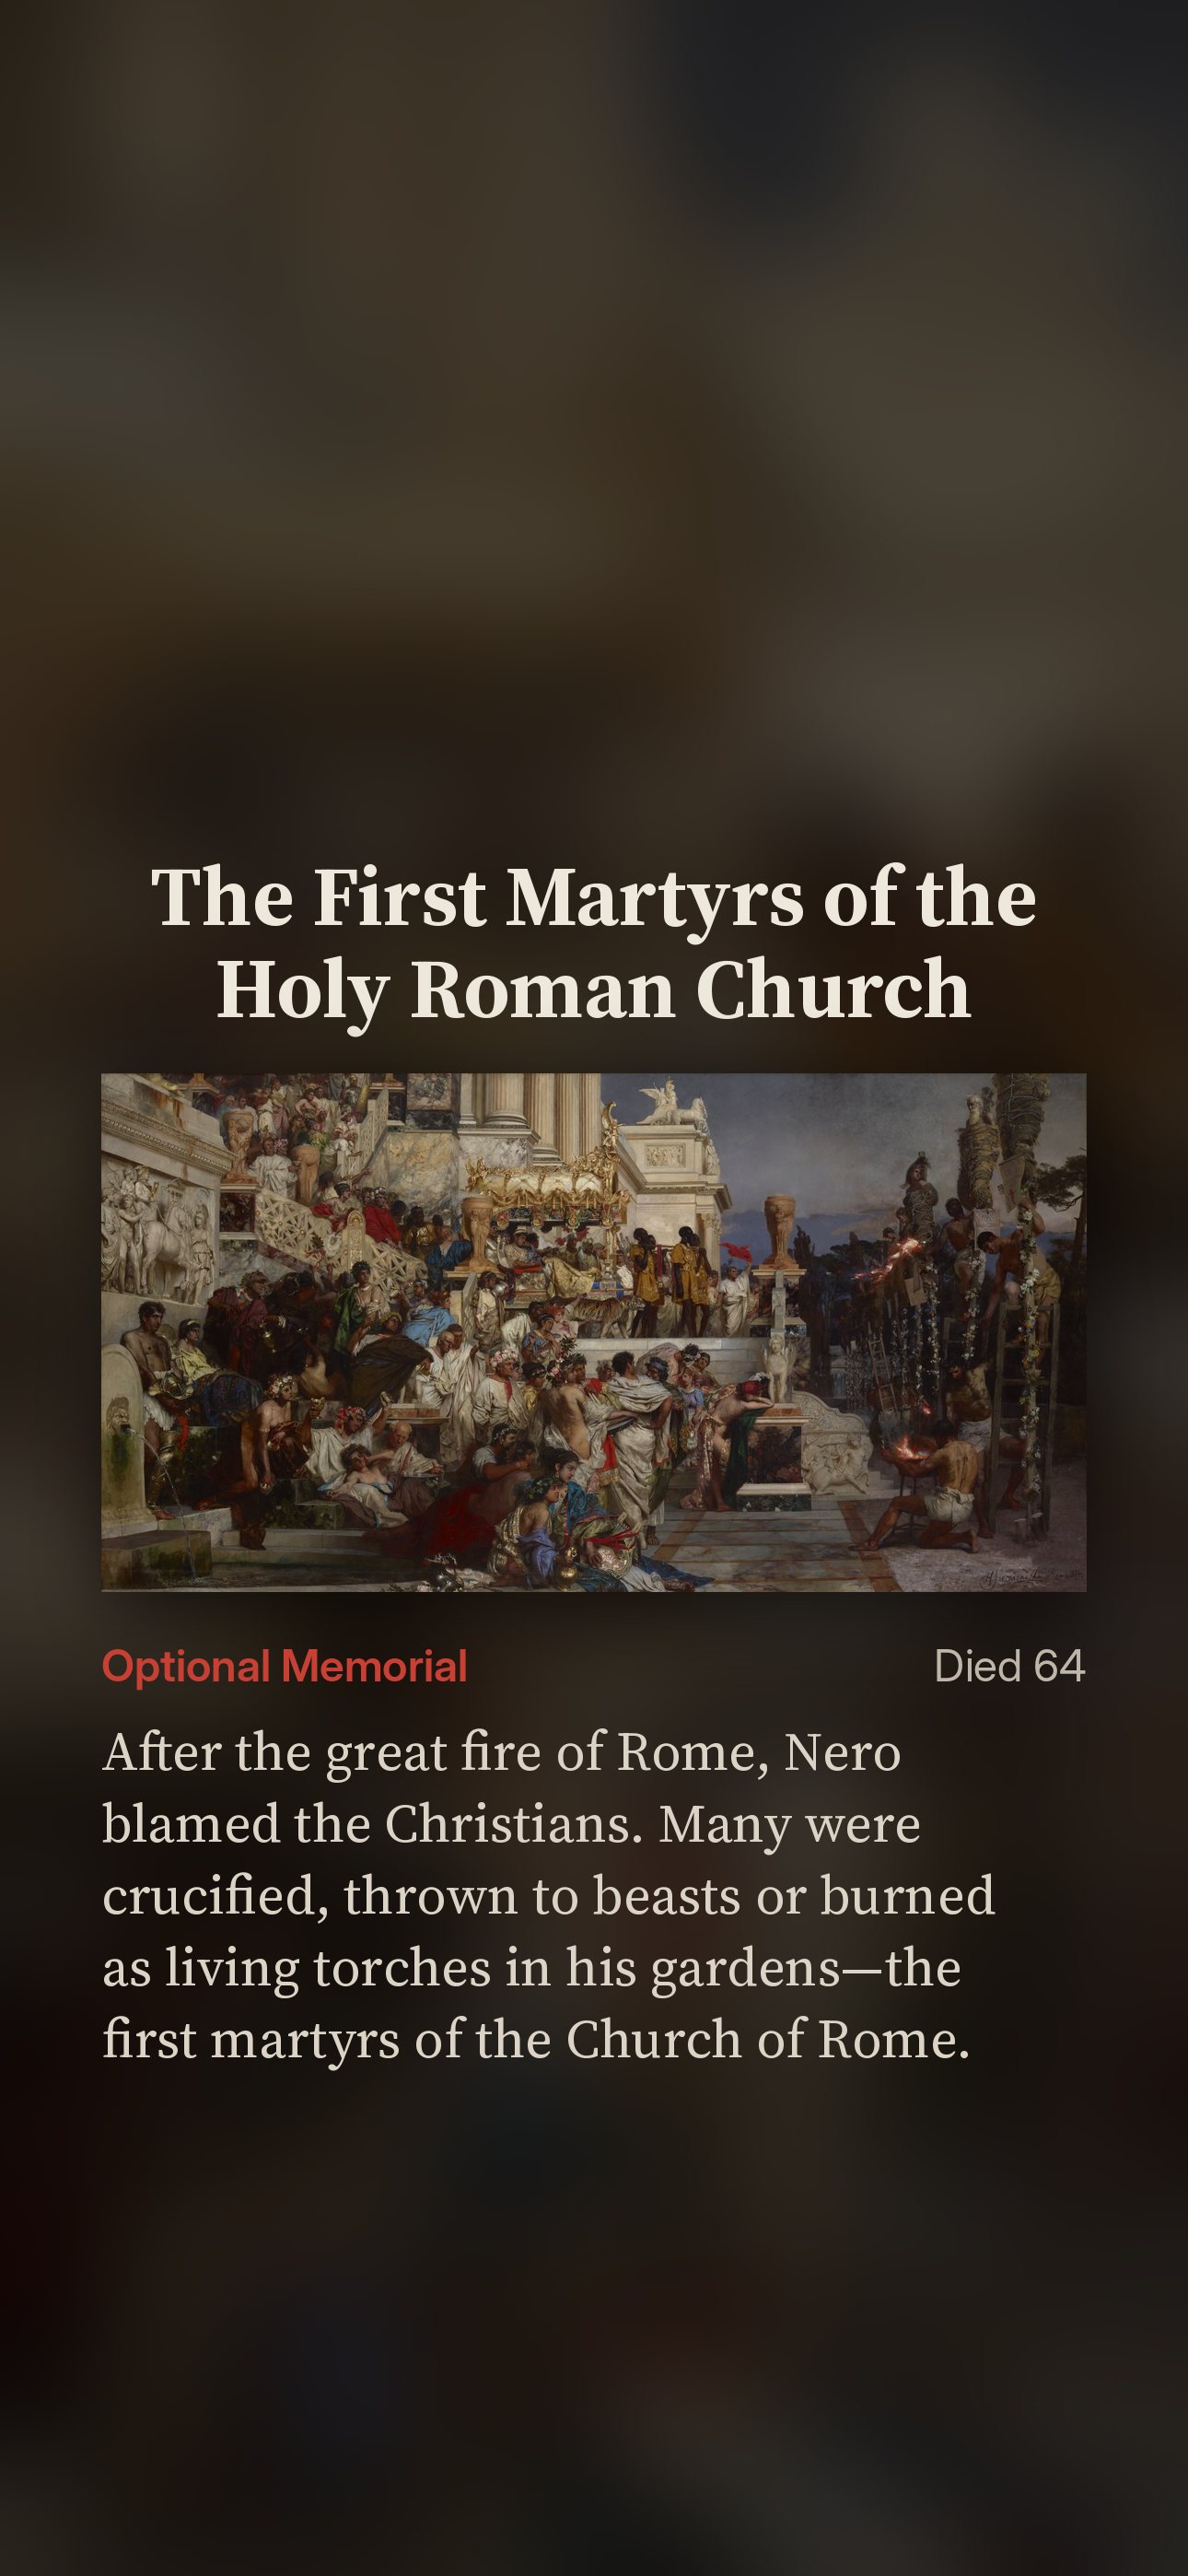 The First Martyrs of the
Holy Roman Church
Optional Memorial
Died 64
After the great fire of Rome, Nero
blamed the Christians. Many were
crucified, thrown to beasts or burned
as living torches in his gardens—the
first martyrs of the Church of Rome.